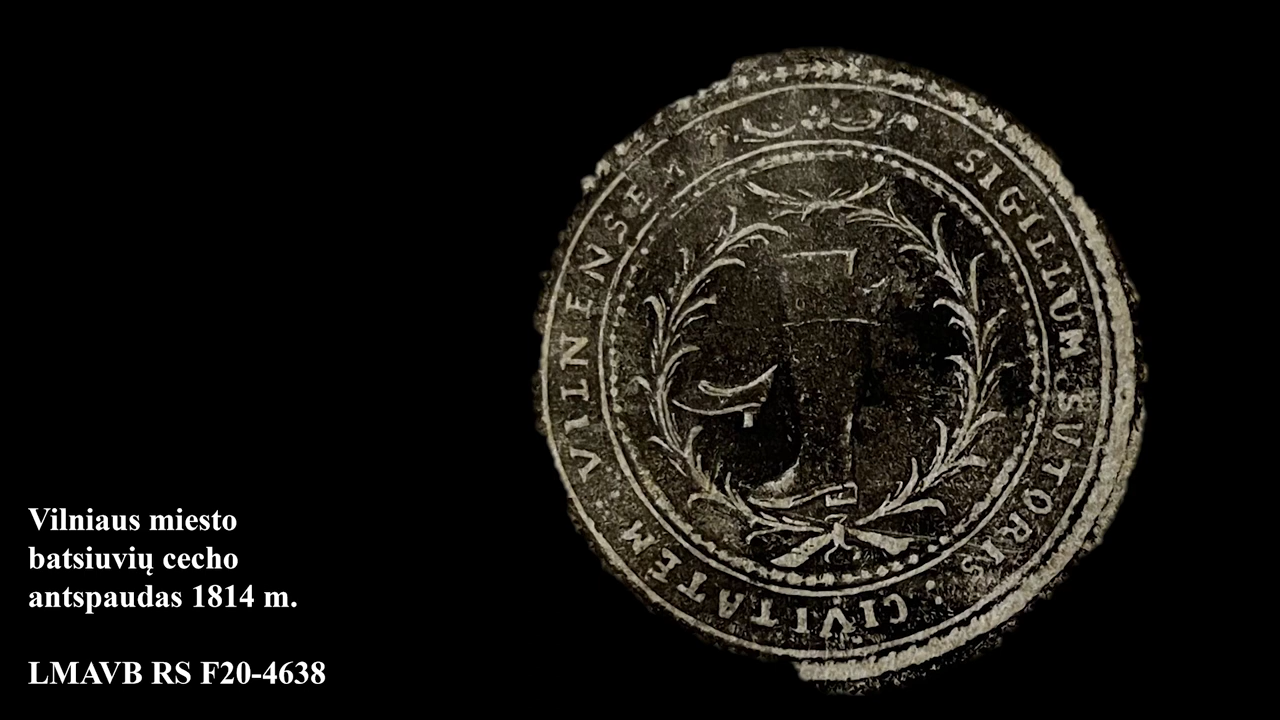 Vilniaus miesto
batsiuvių cecho
antspaudas 1814 m.
LMAVB RS F20-4638
SIGILLUM · SUTORIS · CIVITATEM · VILNENSEM